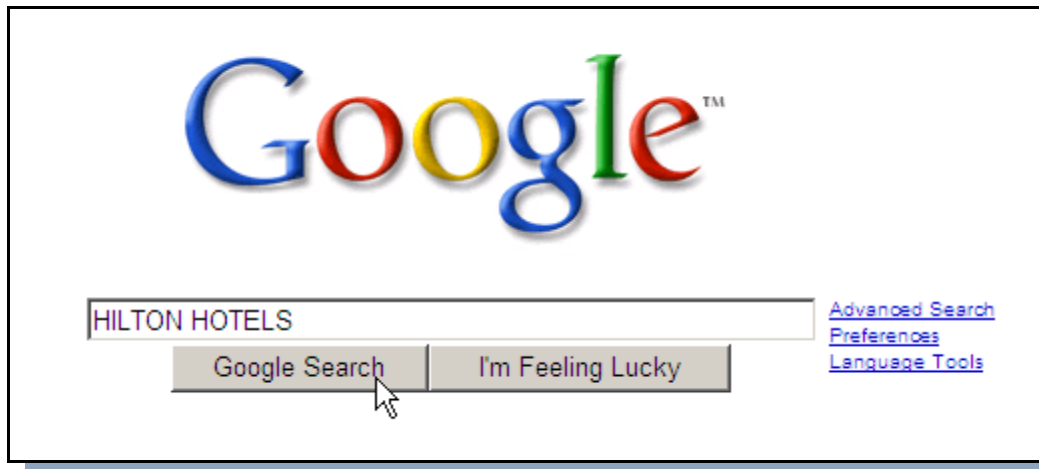 Google™
HILTON HOTELS
Advanced Search
Preferences
Language Tools
Google Search
I'm Feeling Lucky